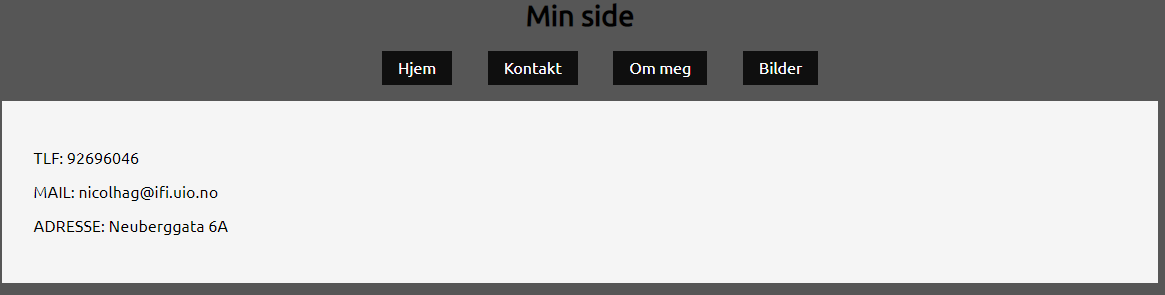 Min side
Hjem Kontakt Om meg Bilder
TLF: 92696046
MAIL: nicolhag@ifi.uio.no
ADRESSE: Neuberggata 6A